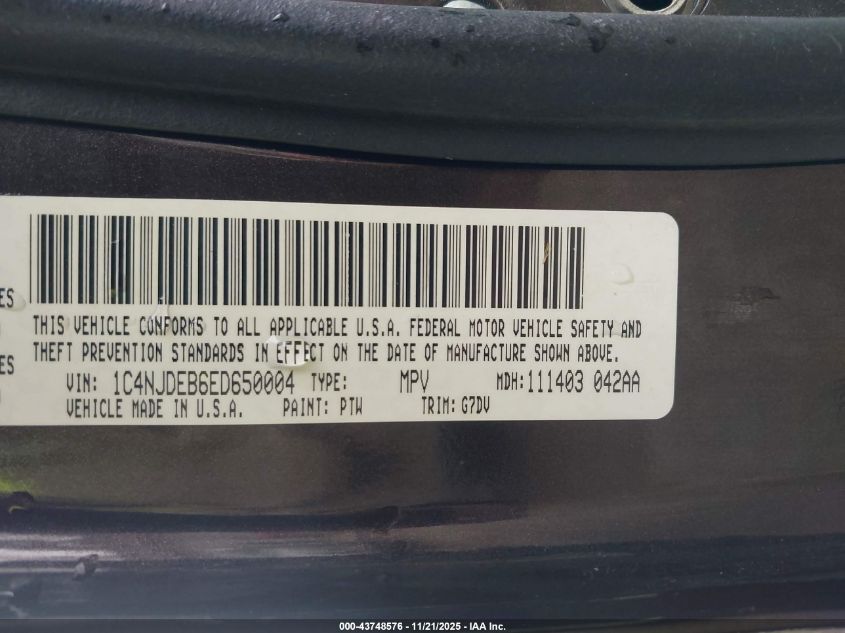 ES
THIS VEHICLE CONFORMS TO ALL APPLICABLE U.S.A. FEDERAL MOTOR VEHICLE SAFETY AND
THEFT PREVENTION STANDARDS IN EFFECT ON THE DATE OF MANUFACTURE SHOWN ABOVE.
ES
VIN: 1C4NJDEB6ED650004 TYPE: MPV MDH:111403 042AA
VEHICLE MADE IN U.S.A. PAINT: PTW TRIM: G7DV
000-43748576 - 11/21/2025 - IAA Inc.